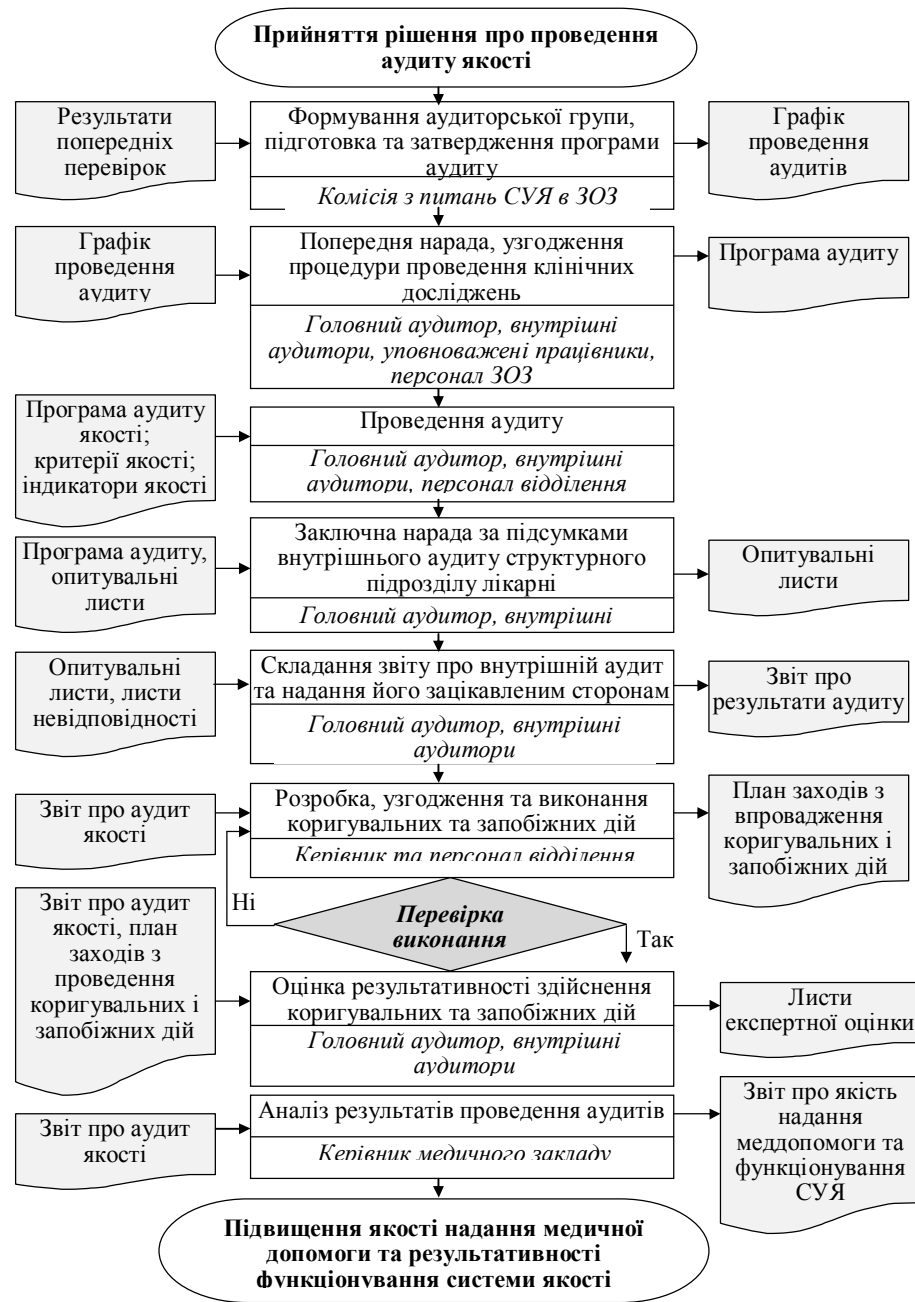 Прийняття рішення про проведення
аудиту якості
Результати
попередніх
перевірок
Формування аудиторської групи,
підготовка та затвердження програми
аудиту
Комісія з питань СУЯ в ЗОЗ
Графік
проведення
аудитів
Графік
проведення
аудиту
Попередня нарада, узгодження
процедури проведення клінічних
досліджень
Головний аудитор, внутрішні
аудитори, уповноважені працівники,
персонал ЗОЗ
Програма аудиту
Програма аудиту
якості;
критерії якості;
індикатори якості
Проведення аудиту
Головний аудитор, внутрішні
аудитори, персонал відділення
Програма аудиту,
опитувальні
листи
Заключна нарада за підсумками
внутрішнього аудиту структурного
підрозділу лікарні
Головний аудитор, внутрішні
Опитувальні
листи
Опитувальні
листи, листи
невідповідності
Складання звіту про внутрішній аудит
та надання його зацікавленим сторонам
Головний аудитор, внутрішні
аудитори
Звіт про
результати аудиту
Звіт про аудит
якості
Розробка, узгодження та виконання
коригувальних та запобіжних дій
Керівник та персонал відділення
План заходів з
впровадження
коригувальних і
запобіжних дій
Ні
Перевірка
виконання
Так
Звіт про аудит
якості, план
заходів з
проведення
коригувальних і
запобіжних дій
Оцінка результативності здійснення
коригувальних та запобіжних дій
Головний аудитор, внутрішні
аудитори
Листи
експертної оцінки
Звіт про аудит
якості
Аналіз результатів проведення аудитів
Керівник медичного закладу
Звіт про якість
надання
меддопомоги та
функціонування
СУЯ
Підвищення якості надання медичної
допомоги та результативності
функціонування системи якості